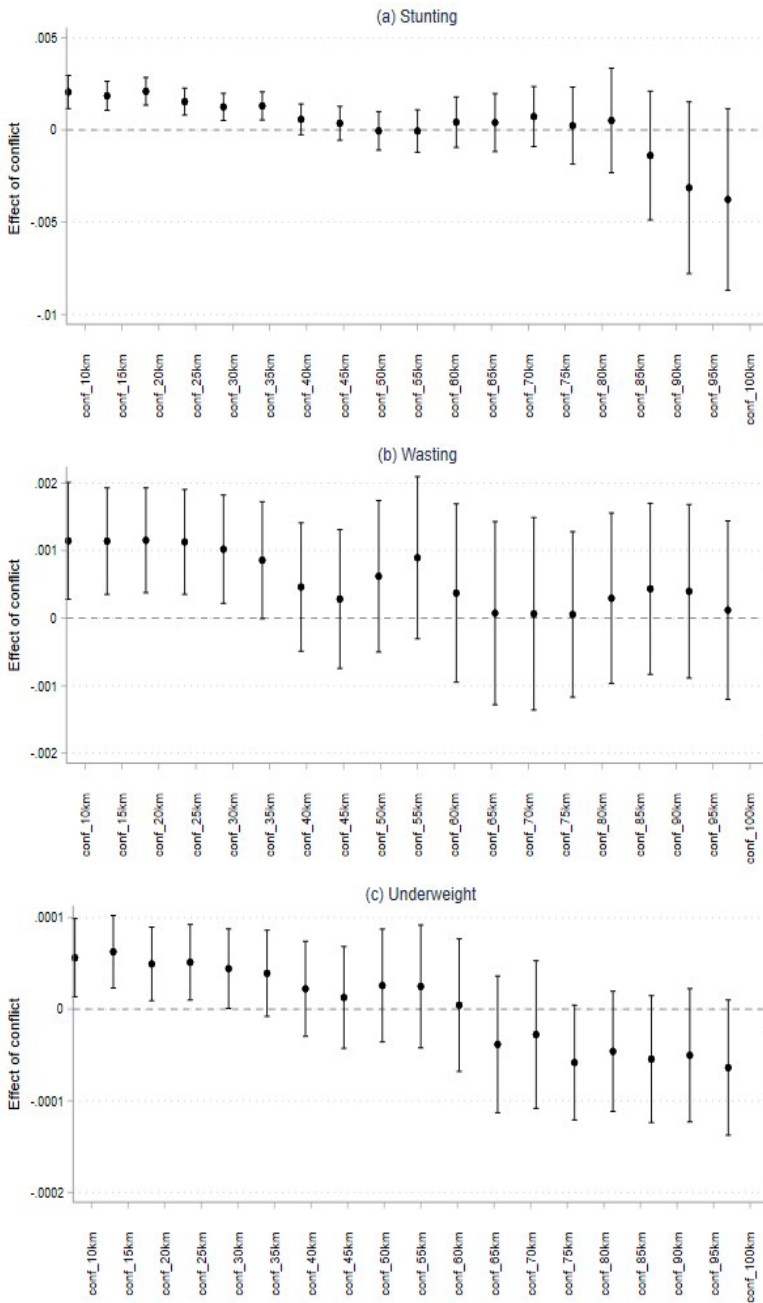 (a) Stunting
.005
0
-.005
-.01
Effect of conflict
conf_10km
conf_15km
conf_20km
conf_25km
conf_30km
conf_35km
conf_40km
conf_45km
conf_50km
conf_55km
conf_60km
conf_65km
conf_70km
conf_75km
conf_80km
conf_85km
conf_90km
conf_95km
conf_100km
(b) Wasting
.002
.001
0
-.001
-.002
Effect of conflict
conf_10km
conf_15km
conf_20km
conf_25km
conf_30km
conf_35km
conf_40km
conf_45km
conf_50km
conf_55km
conf_60km
conf_65km
conf_70km
conf_75km
conf_80km
conf_85km
conf_90km
conf_95km
conf_100km
(c) Underweight
.0001
0
-.0001
-.0002
Effect of conflict
conf_10km
conf_15km
conf_20km
conf_25km
conf_30km
conf_35km
conf_40km
conf_45km
conf_50km
conf_55km
conf_60km
conf_65km
conf_70km
conf_75km
conf_80km
conf_85km
conf_90km
conf_95km
conf_100km